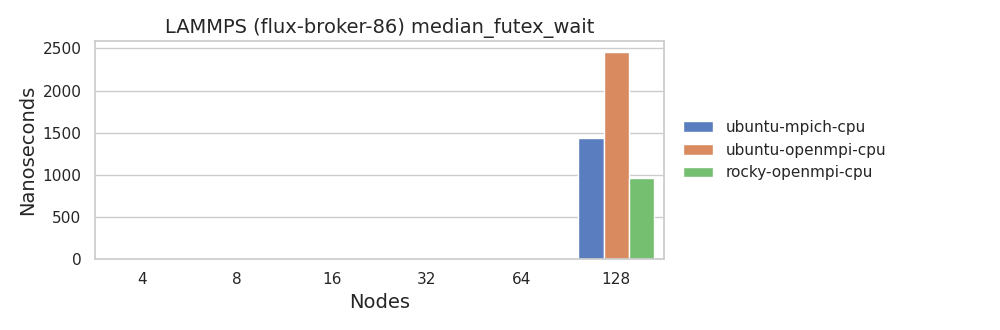 LAMMPS (flux-broker-86) median_futex_wait
Nanoseconds
2500
2000
1500
1000
500
0
4 8 16 32 64 128
Nodes
ubuntu-mpich-cpu
ubuntu-openmpi-cpu
rocky-openmpi-cpu